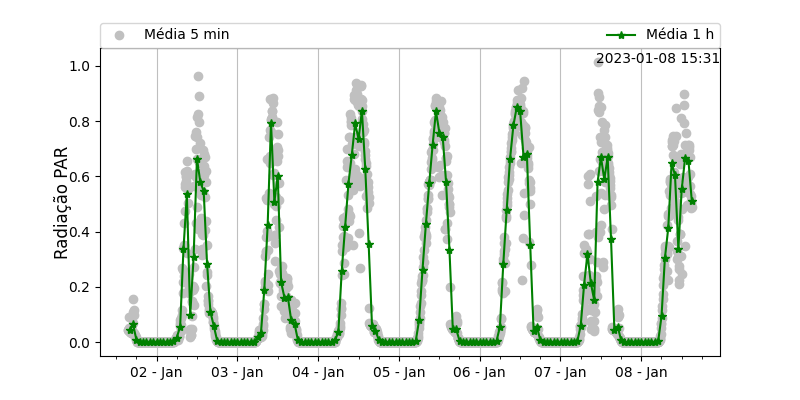 Média 5 min
Média 1 h
2023-01-08 15:31
Radiação PAR
1.0
0.8
0.6
0.4
0.2
0.0
02 - Jan
03 - Jan
04 - Jan
05 - Jan
06 - Jan
07 - Jan
08 - Jan